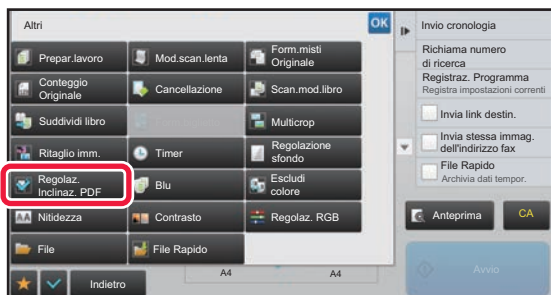 Altri
OK
Prepar.lavoro
Mod.scan.lenta
Form.misti
Originale
Conteggio
Originale
Cancellazione
Scan.mod.libro
Suddividi libro
Multicrop
Ritaglio imm.
Timer
Regolazione
sfondo
Regolaz.
Inclinaz. PDF
Blu
Escludi
colore
Nitidezza
Contrasto
Regolaz. RGB
File
File Rapido
Indietro
A4
A4
Invio cronologia
Richiama numero
di ricerca
Registraz. Programma
Registra impostazioni correnti
Invia link destin.
Invia stessa immag.
dell'indirizzo fax
File Rapido
Archivia dati tempor.
Anteprima
CA
Avvio